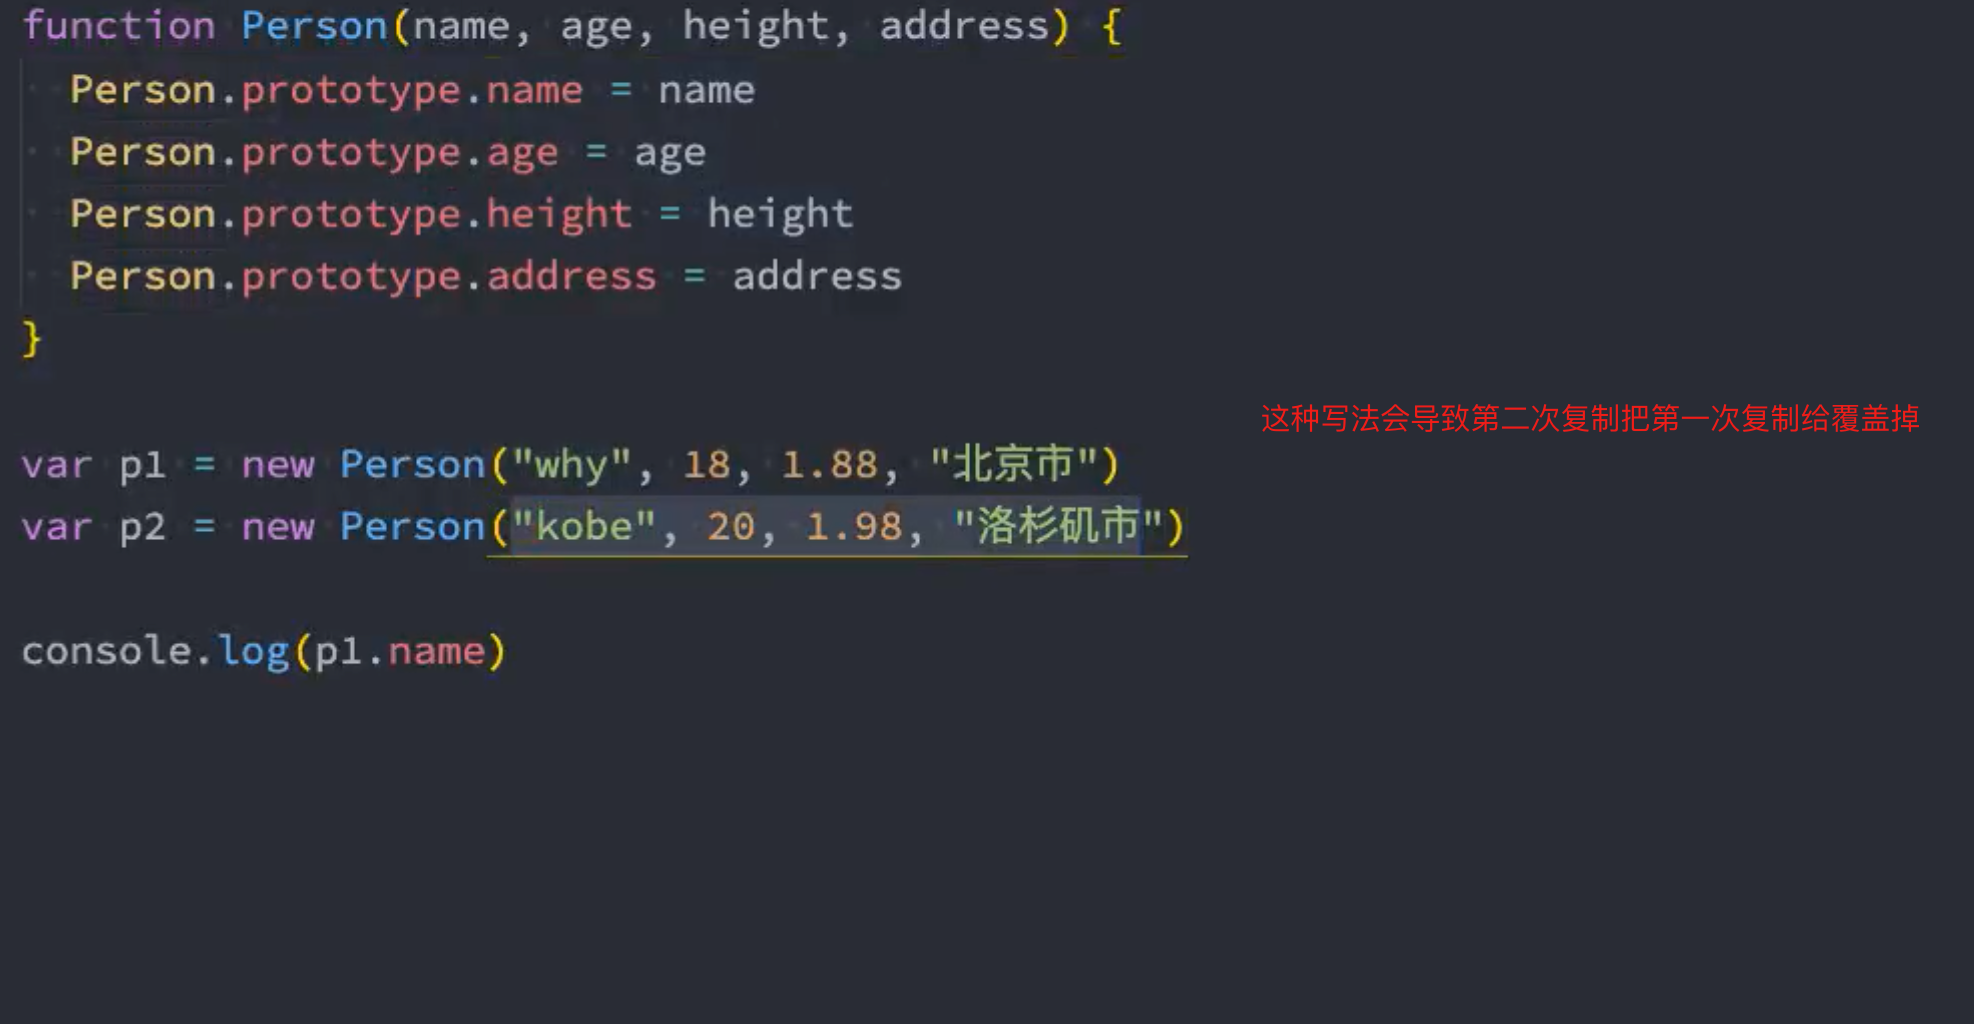 function Person(name, age, height, address) {
Person.prototype.name = name
Person.prototype.age = age
Person.prototype.height = height
Person.prototype.address = address
}
这种写法会导致第二次复制把第一次复制给覆盖掉
var p1 = new Person("why", 18, 1.88, "北京市")
var p2 = new Person("kobe", 20, 1.98, "洛杉矶市")
console.log(p1.name)